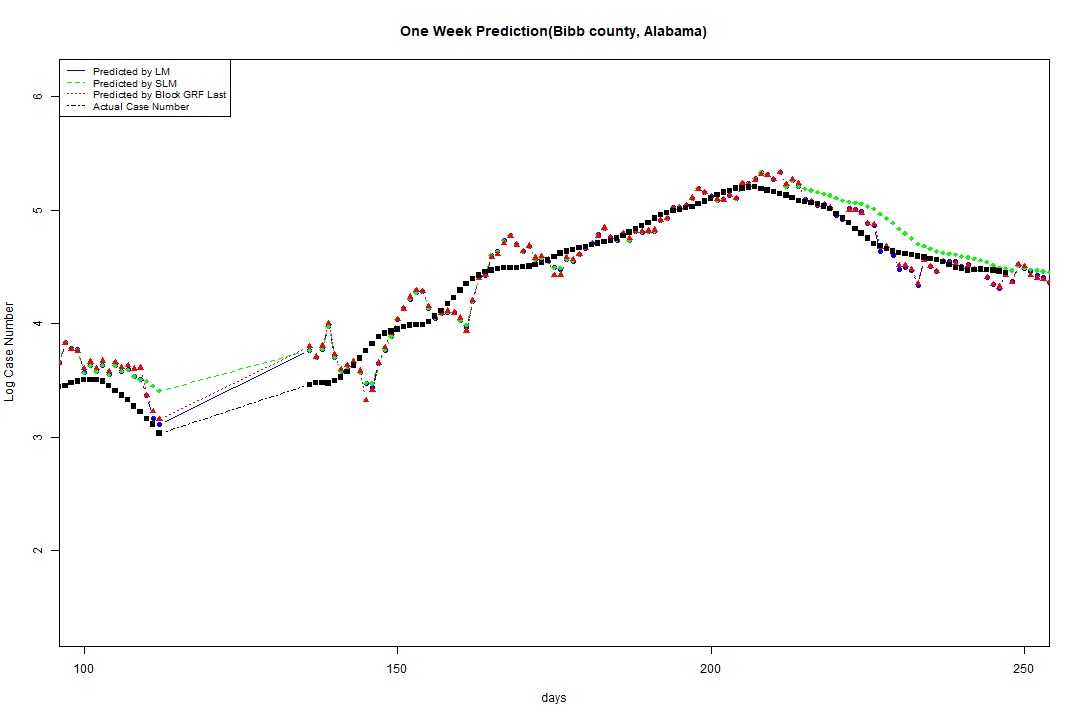 One Week Prediction(Bibb county, Alabama)
Predicted by LM
Predicted by SLM
Predicted by Block GRF Last
Actual Case Number
Log Case Number
6
5
4
3
2
100 150 200 250
days